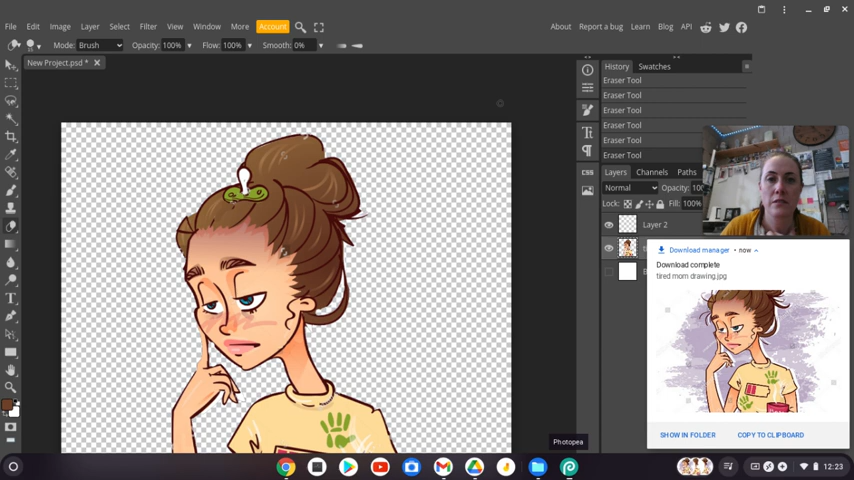 File Edit Image Layer Select Filter View Window More Account
About Report a bug Learn Blog API
Mode: Brush Opacity: 100% Flow: 100% Smooth: 0%
New Project.psd *
History Swatches
Eraser Tool
Eraser Tool
Eraser Tool
Eraser Tool
Eraser Tool
Eraser Tool
Layers Channels Paths
Normal Opacity: 100
Lock: Fill: 100%
Layer 2
CSS
Download manager • now
Download complete
tired mom drawing.jpg
SHOW IN FOLDER COPY TO CLIPBOARD
Photopea
12:23